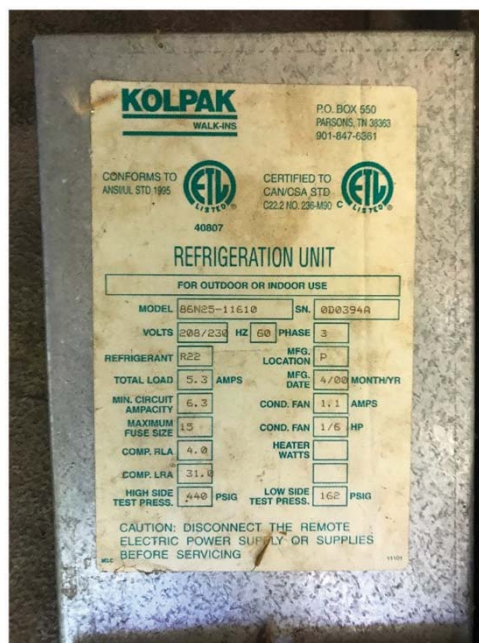 KOLPAK
WALK-INS
P.O. BOX 550
PARSONS, TN 38363
901-847-6361
CONFORMS TO
ANSI/UL STD 1995
ETL
LISTED
®
40807
CERTIFIED TO
CAN/CSA STD
C22.2 NO. 236-M90
C
ETL
LISTED
®
REFRIGERATION UNIT
FOR OUTDOOR OR INDOOR USE
MODEL 86N25-11610 SN. 0D0394A
VOLTS 208/230 HZ 60 PHASE 3
REFRIGERANT R22 MFG. LOCATION P
TOTAL LOAD 5.3 AMPS MFG. DATE 4/00 MONTH/YR
MIN. CIRCUIT AMPACITY 6.3 COND. FAN 1.1 AMPS
MAXIMUM FUSE SIZE 15 COND. FAN 1/6 HP
COMP. RLA 4.0 HEATER WATTS
COMP. LRA 31.0
HIGH SIDE TEST PRESS. 440 PSIG LOW SIDE TEST PRESS. 162 PSIG
CAUTION: DISCONNECT THE REMOTE
ELECTRIC POWER SUPPLY OR SUPPLIES
BEFORE SERVICING